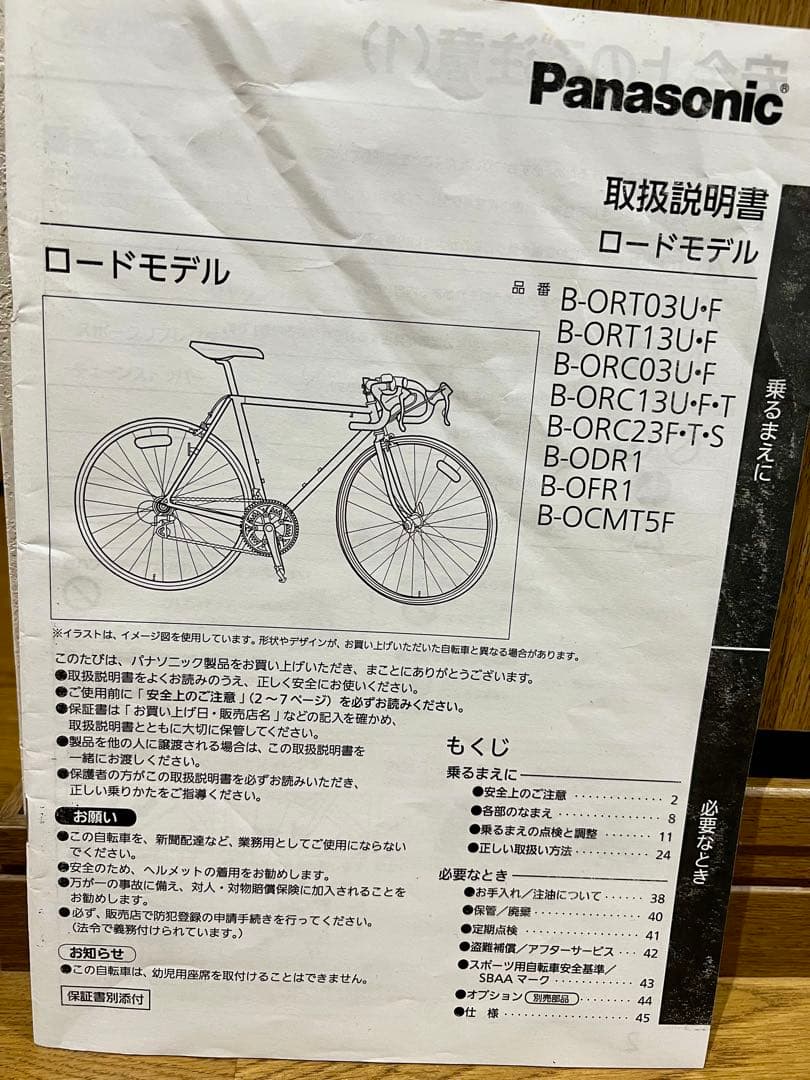 Panasonic®
取扱説明書
ロードモデル
ロードモデル
品番
B-ORT03U・F
B-ORT13U・F
B-ORC03U・F
B-ORC13U・F・T
B-ORC23F・T・S
B-ODR1
B-OFR1
B-OCMT5F
※イラストは、イメージ図を使用しています。形状やデザインが、お買い上げいただいた自転車と異なる場合があります。
このたびは、パナソニック製品をお買い上げいただき、まことにありがとうございます。
●取扱説明書をよくお読みのうえ、正しく安全にお使いください。
●ご使用前に「安全上のご注意」(2～7ページ)を必ずお読みください。
●保証書は「お買い上げ日・販売店名」などの記入を確かめ、
取扱説明書とともに大切に保管してください。
●製品を他の人に譲渡される場合は、この取扱説明書を
一緒にお渡しください。
●保護者の方がこの取扱説明書を必ずお読みいただき、
正しい乗りかたをご指導ください。
お願い
●この自転車を、新聞配達など、業務用としてご使用にならない
でください。
●安全のため、ヘルメットの着用をお勧めします。
●万が一の事故に備え、対人・対物賠償保険に加入されることを
お勧めします。
●必ず、販売店で防犯登録の申請手続きを行ってください。
(法令で義務付けられています。)
お知らせ
●この自転車は、幼児用座席を取付けることはできません。
保証書別添付
もくじ
乗るまえに
●安全上のご注意 ･･････････････ 2
●各部のなまえ ････････････････ 8
●乗るまえの点検と調整 ･････････ 11
●正しい取扱い方法 ････････････ 24
必要なとき
●お手入れ／注油について ･･････ 38
●保管／廃棄 ･････････････････ 40
●定期点検 ･･･････････････････ 41
●盗難補償／アフターサービス ･･･ 42
●スポーツ用自転車安全基準／
SBAA マーク ･･･････････････ 43
●オプション(別売部品) ････････ 44
●仕 様 ･････････････････････ 45
乗るまえに
必要なとき
安全上のご注意(1)